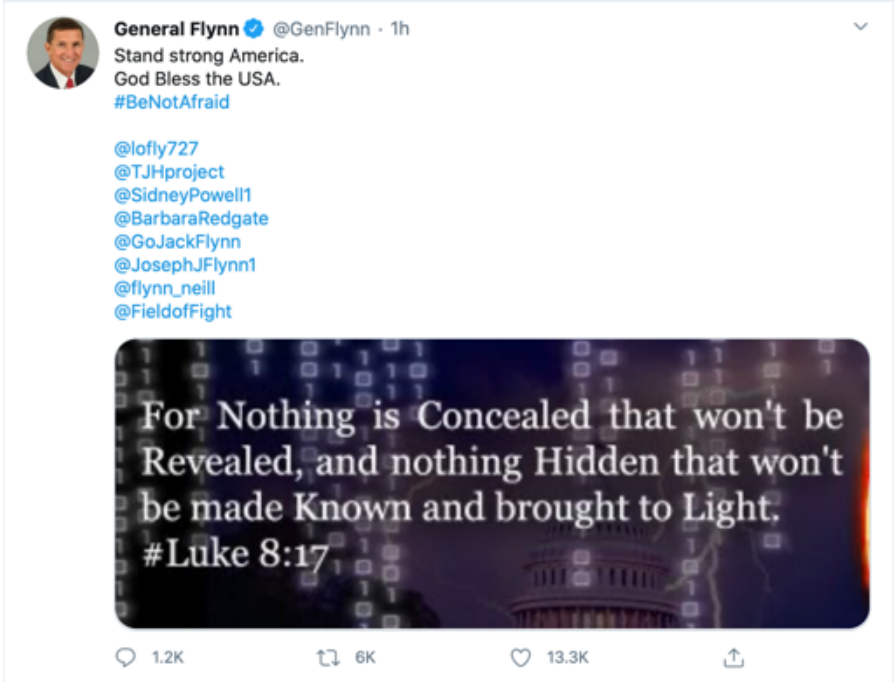 General Flynn @GenFlynn · 1h
Stand strong America.
God Bless the USA.
#BeNotAfraid
@lofly727
@TJHproject
@SidneyPowell1
@BarbaraRedgate
@GoJackFlynn
@JosephJFlynn1
@flynn_neill
@FieldofFight
For Nothing is Concealed that won't be
Revealed, and nothing Hidden that won't
be made Known and brought to Light.
#Luke 8:17
1.2K 6K 13.3K